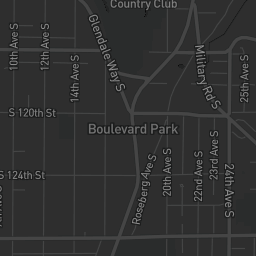 Country Club
10th Ave S
12th Ave S
14th Ave S
Glendale Way S
Military Rd S
25th Ave S
S 120th St
Boulevard Park
S 124th St
Roseberg Ave S
20th Ave S
22nd Ave S
23rd Ave S
24th Ave S